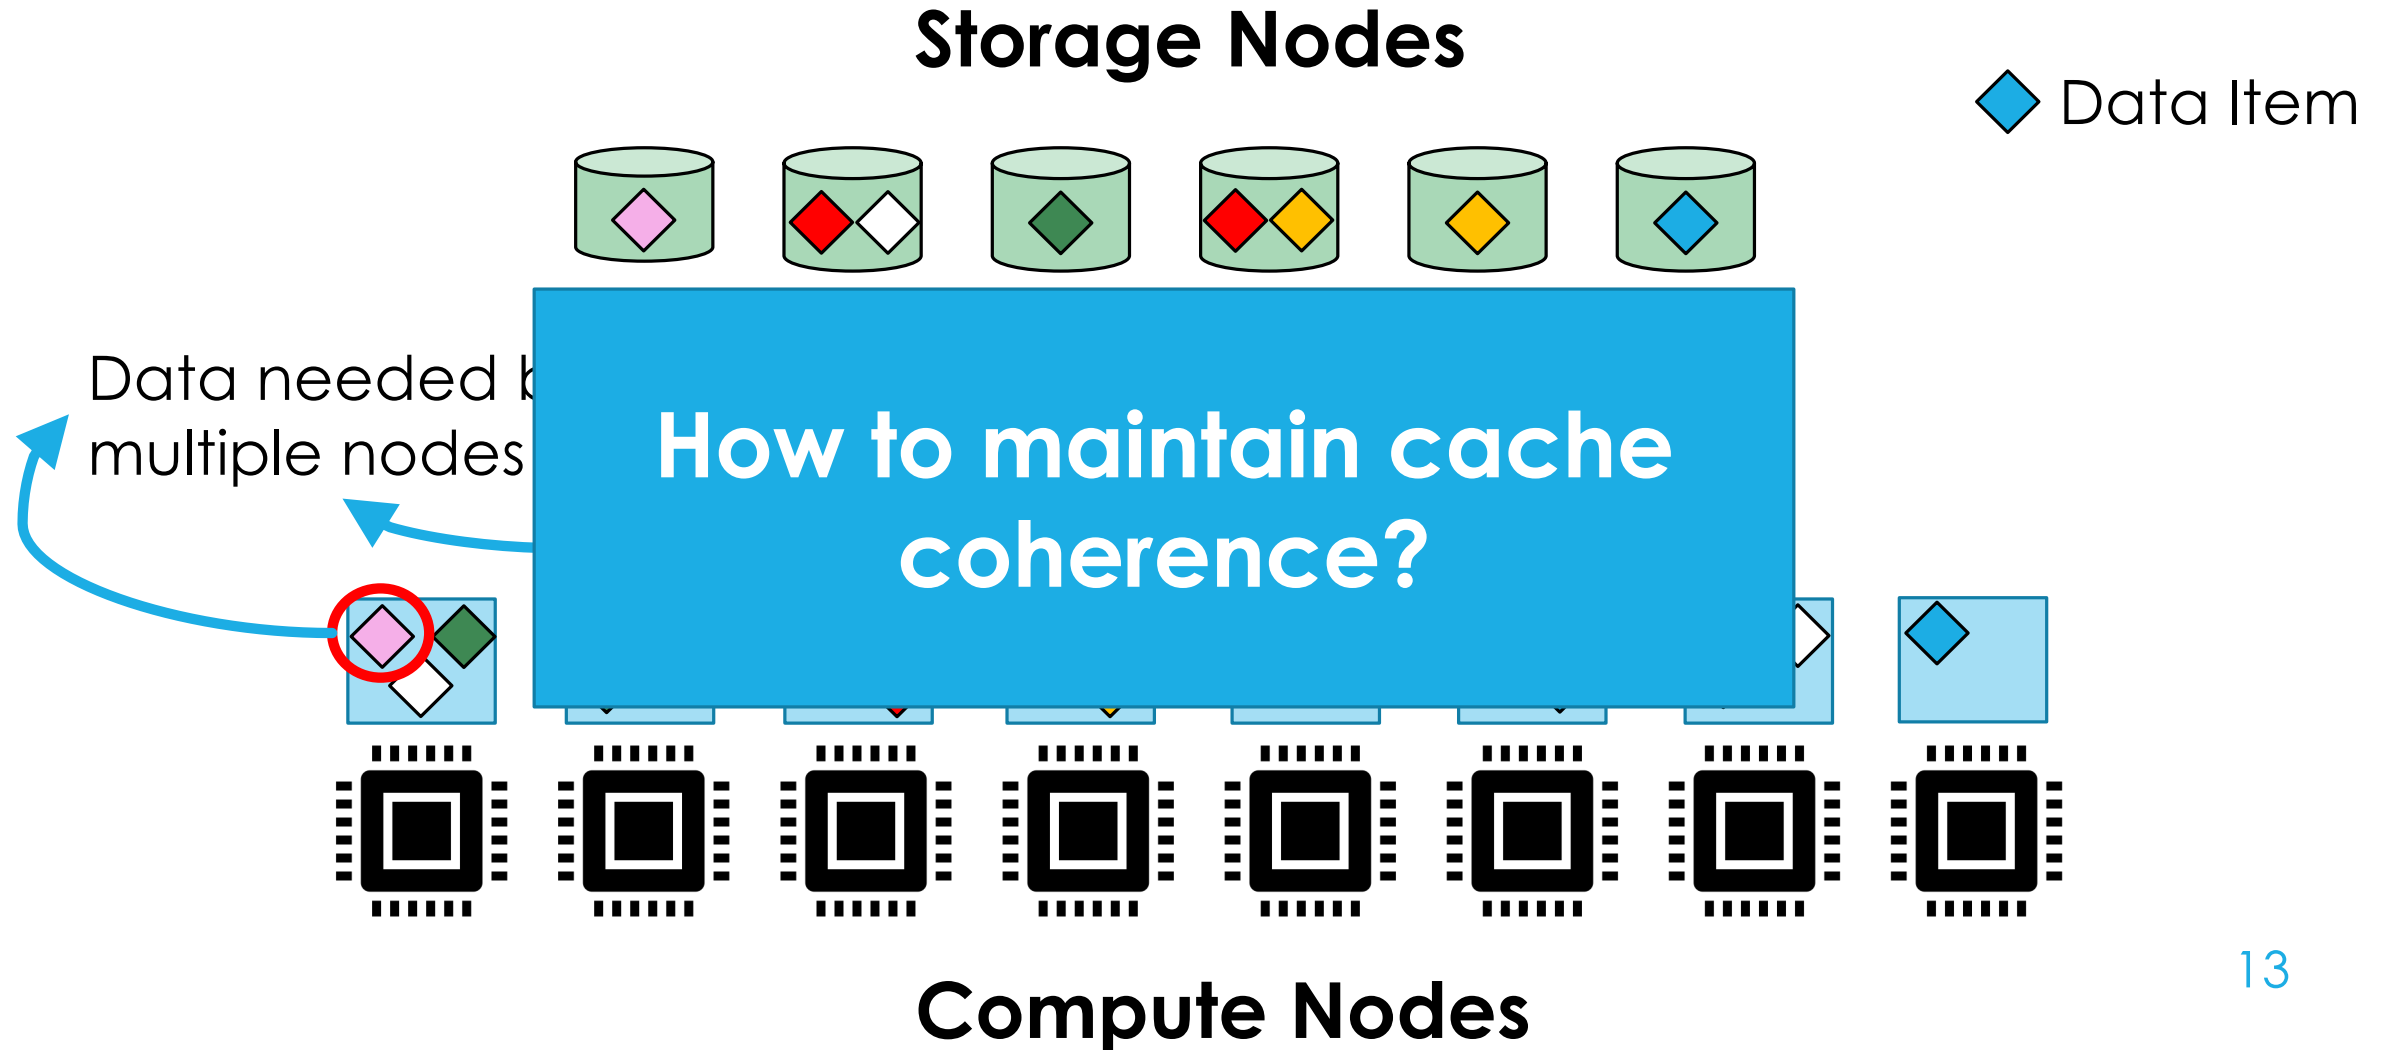 Storage Nodes
Data Item
Data needed
multiple nodes
How to maintain cache
coherence?
13
Compute Nodes